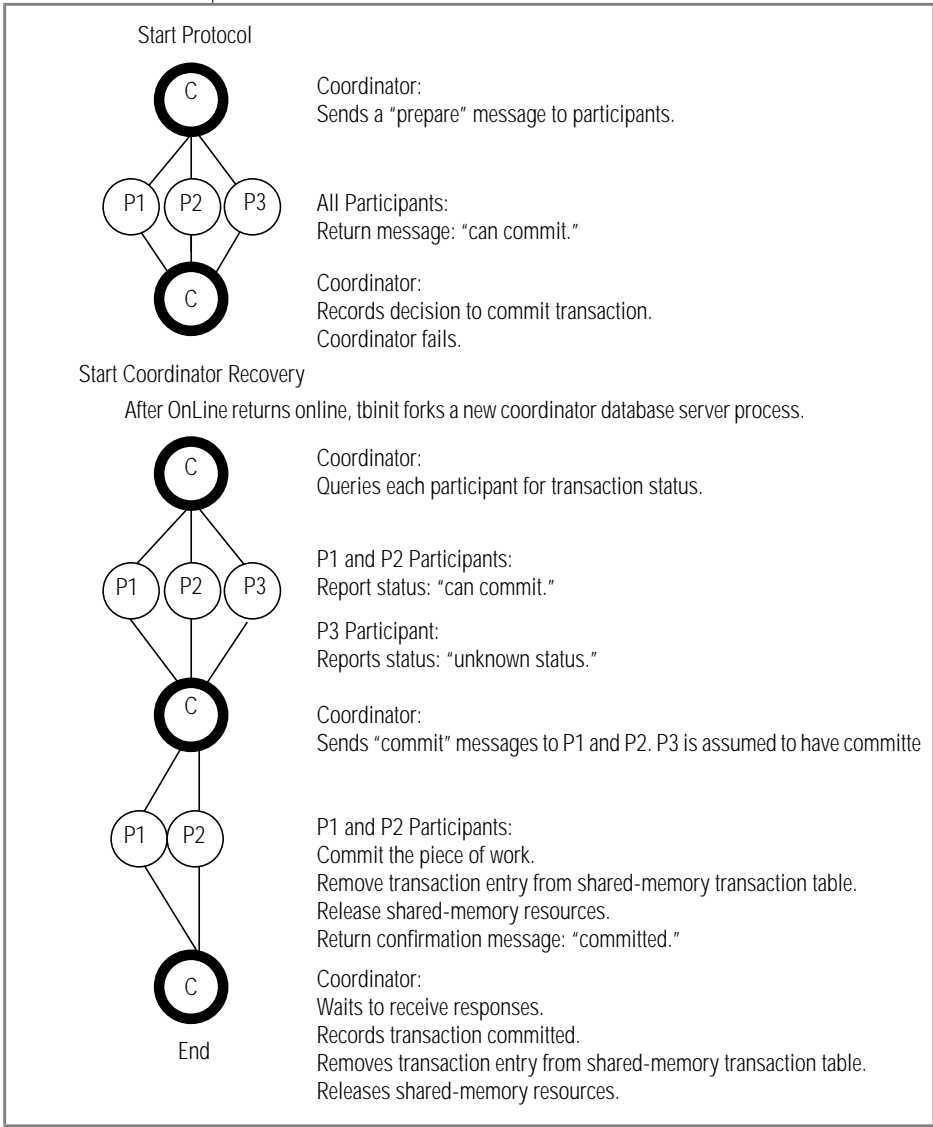 Start Protocol
C
Coordinator:
Sends a “prepare” message to participants.
P1 P2 P3
All Participants:
Return message: “can commit.”
C
Coordinator:
Records decision to commit transaction.
Coordinator fails.
Start Coordinator Recovery
After OnLine returns online, tbinit forks a new coordinator database server process.
C
Coordinator:
Queries each participant for transaction status.
P1 P2 P3
P1 and P2 Participants:
Report status: “can commit.”
P3 Participant:
Reports status: “unknown status.”
C
Coordinator:
Sends “commit” messages to P1 and P2. P3 is assumed to have committe
P1 P2
P1 and P2 Participants:
Commit the piece of work.
Remove transaction entry from shared-memory transaction table.
Release shared-memory resources.
Return confirmation message: “committed.”
C
Coordinator:
Waits to receive responses.
Records transaction committed.
Removes transaction entry from shared-memory transaction table.
Releases shared-memory resources.
End